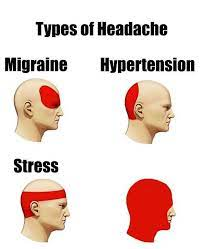 Types of Headache
Migraine
Hypertension
Stress